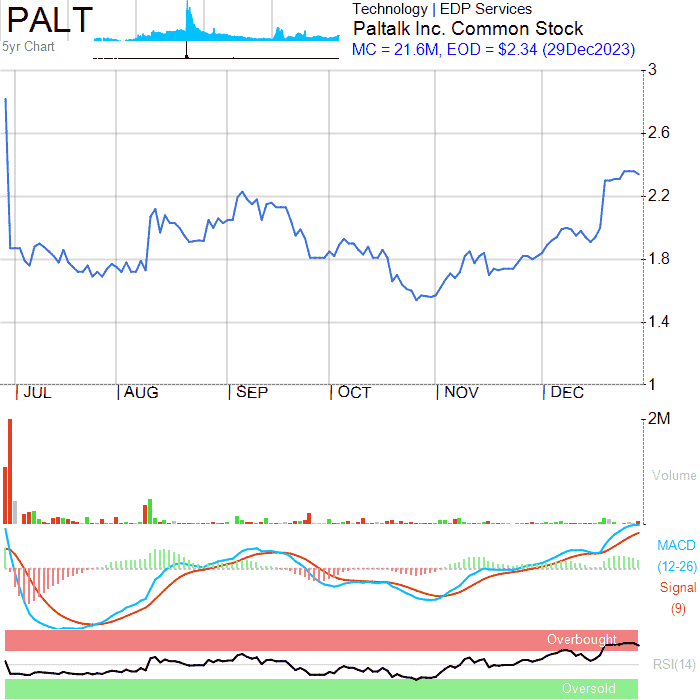 PALT
5yr Chart
Technology | EDP Services
Paltalk Inc. Common Stock
MC = 21.6M, EOD = $2.34 (29Dec2023)
3
2.6
2.2
1.8
1.4
1
JUL AUG SEP OCT NOV DEC
2M
Volume
MACD
(12-26)
Signal
(9)
Overbought
RSI(14)
Oversold